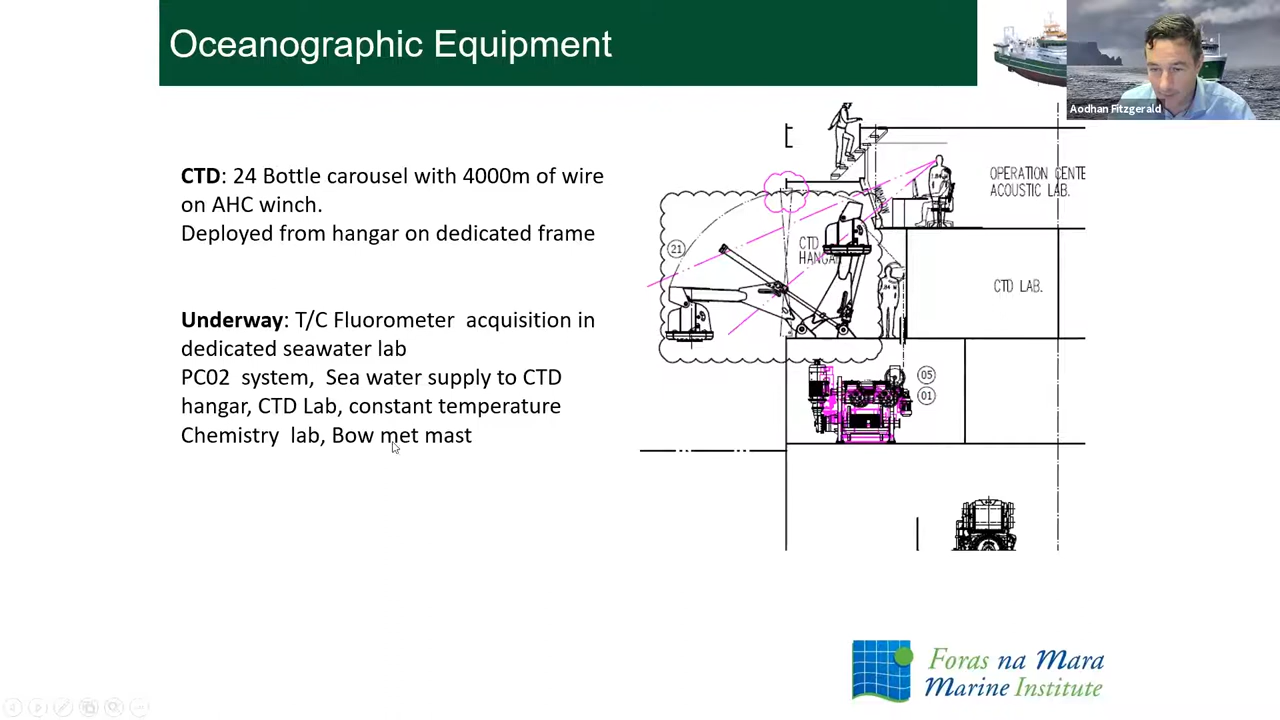 Oceanographic Equipment
Aodhan Fitzgerald
CTD: 24 Bottle carousel with 4000m of wire
on AHC winch.
Deployed from hangar on dedicated frame
Underway: T/C Fluorometer acquisition in
dedicated seawater lab
PC02 system, Sea water supply to CTD
hangar, CTD Lab, constant temperature
Chemistry lab, Bow met mast
OPERATION CENTE
ACOUSTIC LAB.
21
CTD
HANGA
CTD LAB.
05
01
Foras na Mara
Marine Institute